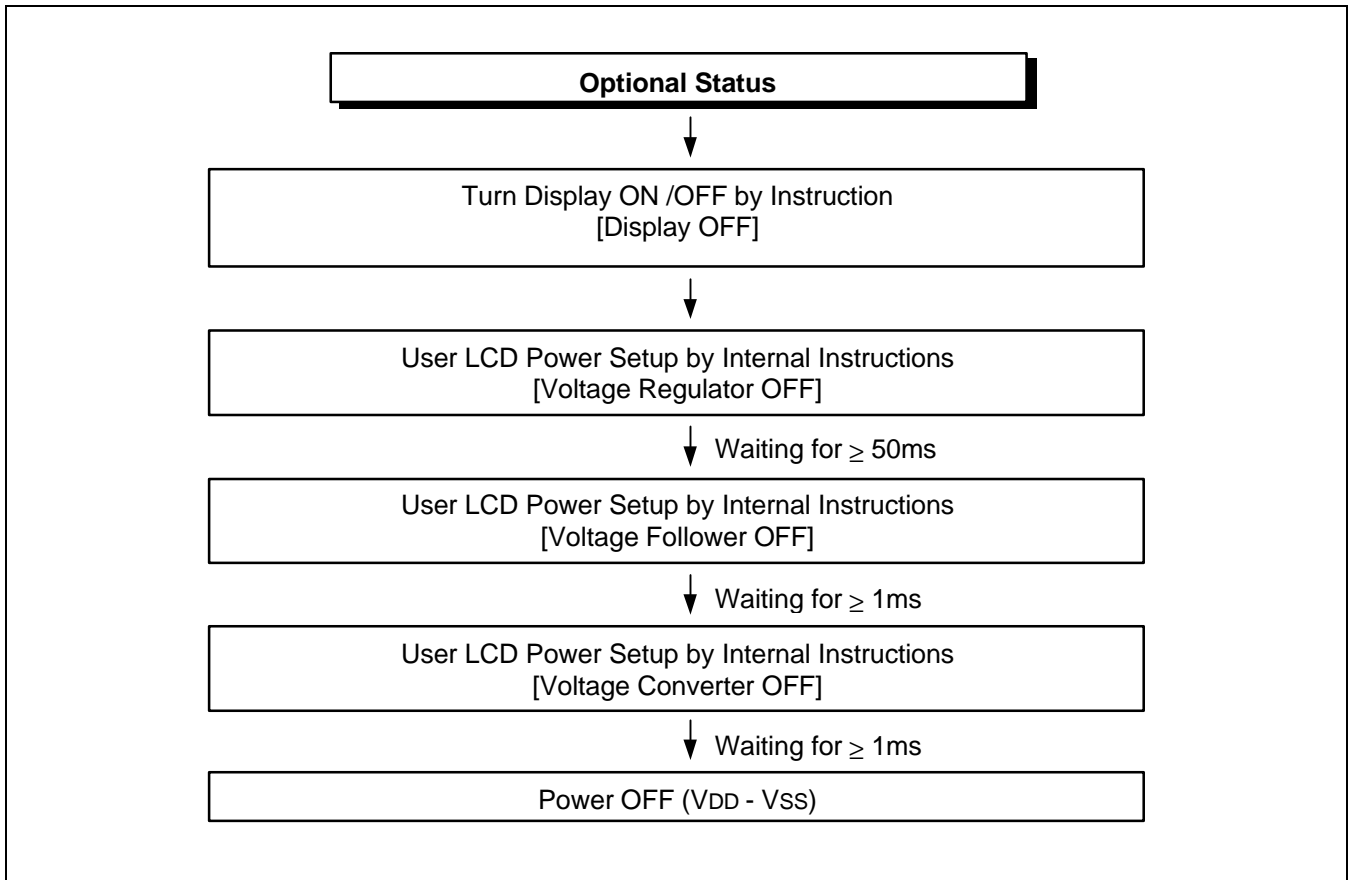 Optional Status
Turn Display ON /OFF by Instruction
[Display OFF]
User LCD Power Setup by Internal Instructions
[Voltage Regulator OFF]
Waiting for ≥ 50ms
User LCD Power Setup by Internal Instructions
[Voltage Follower OFF]
Waiting for ≥ 1ms
User LCD Power Setup by Internal Instructions
[Voltage Converter OFF]
Waiting for ≥ 1ms
Power OFF (VDD - VSS)